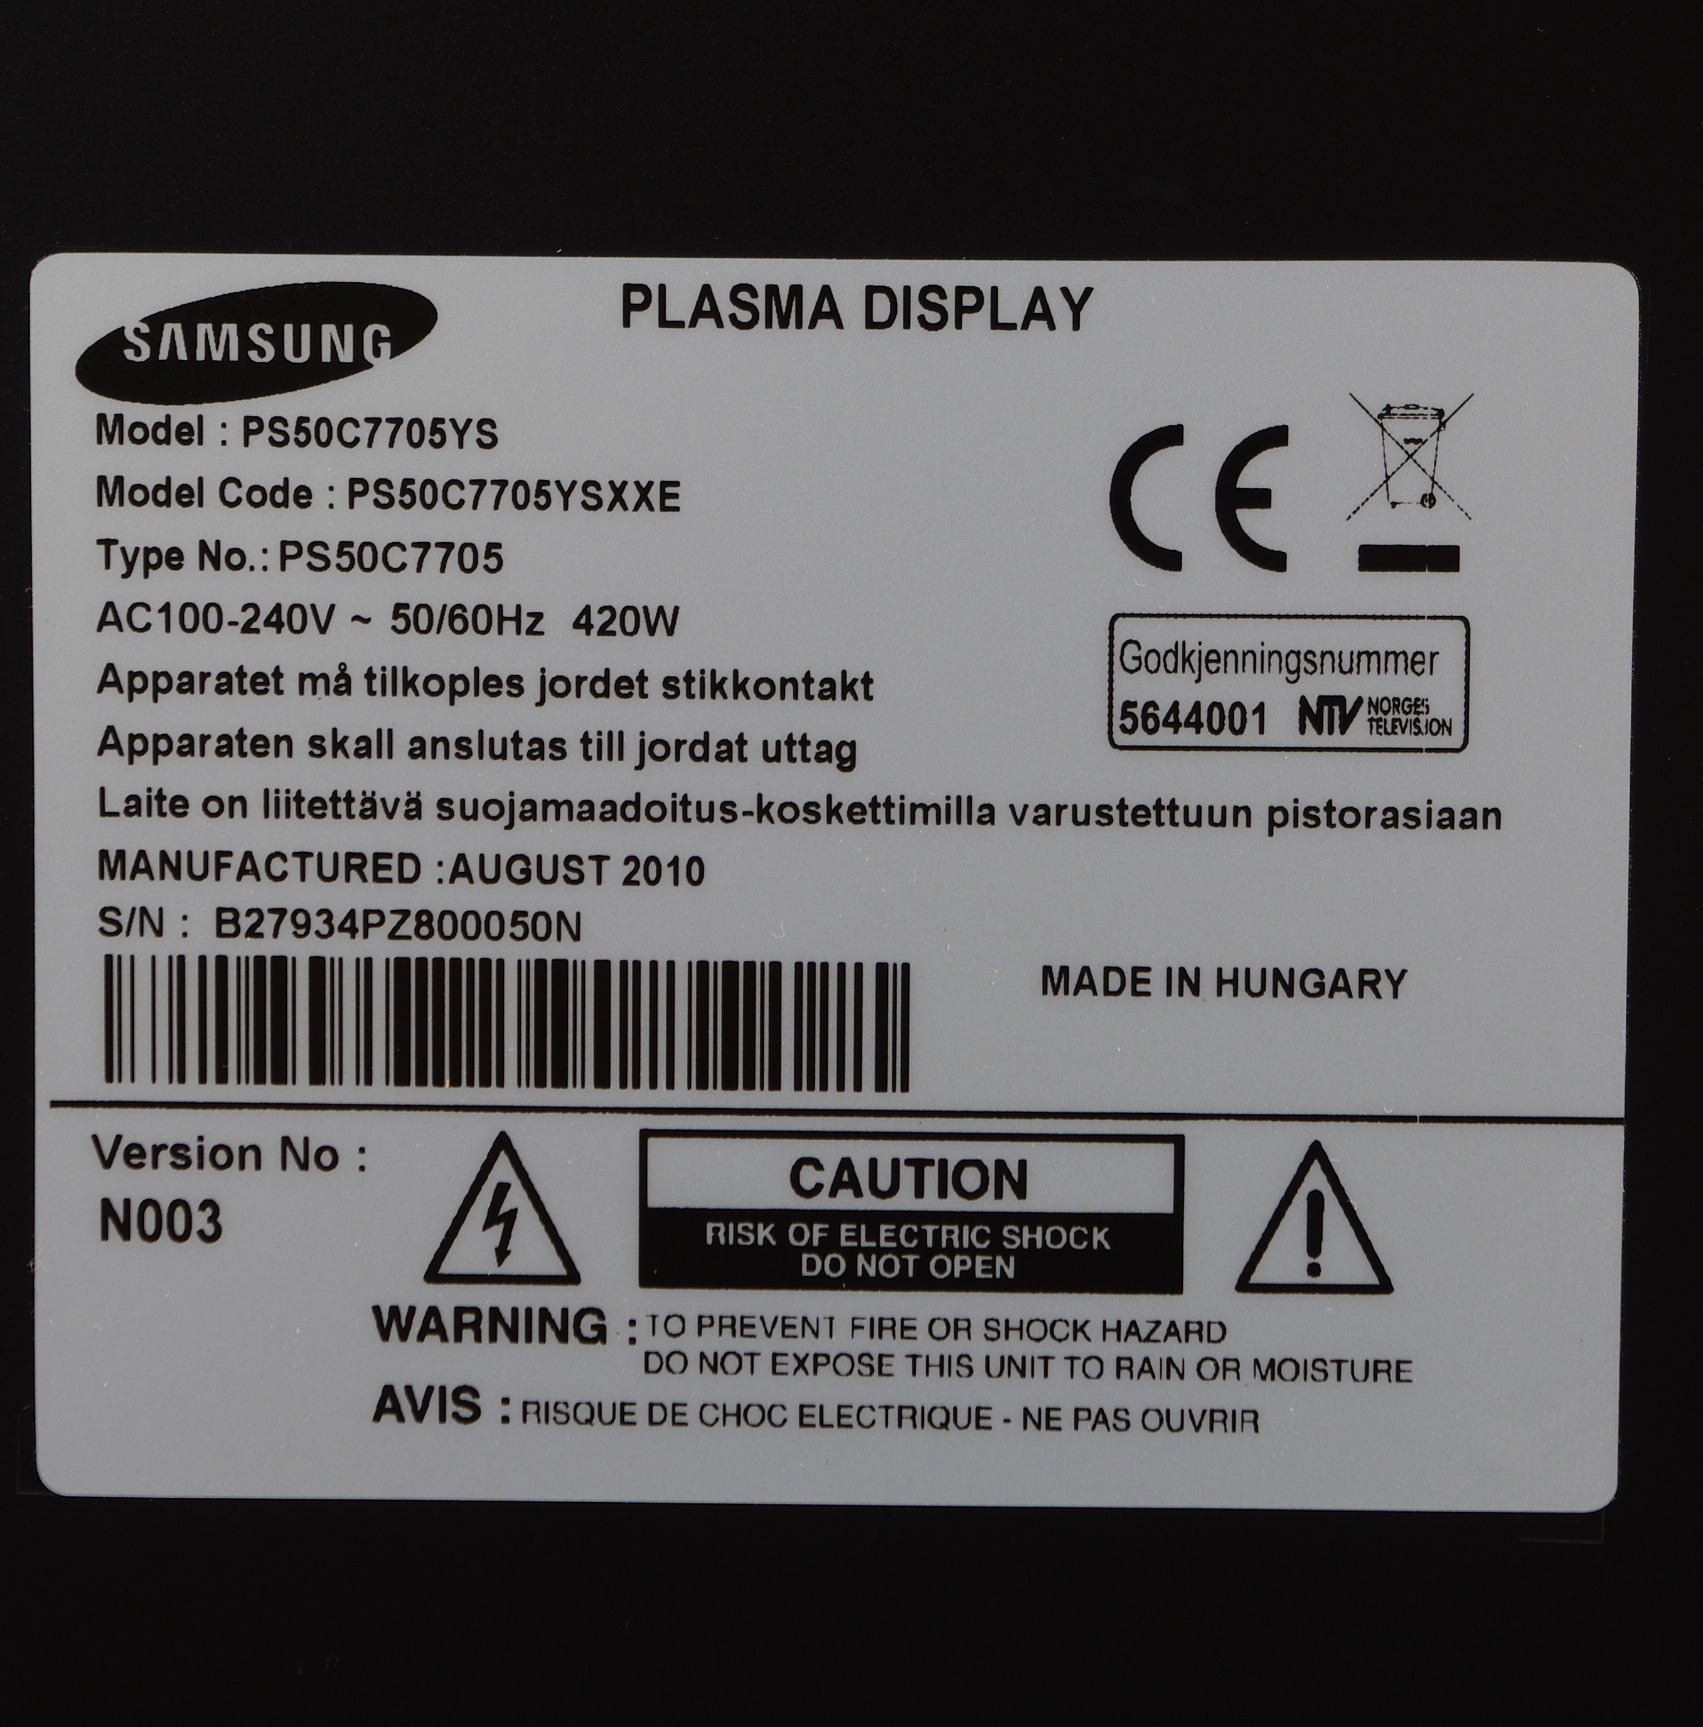 SAMSUNG
PLASMA DISPLAY
Model : PS50C7705YS
Model Code : PS50C7705YSXXE
Type No.: PS50C7705
AC100-240V ~ 50/60Hz 420W
Apparatet må tilkoples jordet stikkontakt
Apparaten skall anslutas till jordat uttag
Laite on liitettävä suojamaadoitus-koskettimilla varustettuun pistorasiaan
MANUFACTURED :AUGUST 2010
S/N : B27934PZ800050N
CE
Godkjenningsnummer
5644001 NTV NORGES
TELEVISJON
MADE IN HUNGARY
Version No :
N003
CAUTION
RISK OF ELECTRIC SHOCK
DO NOT OPEN
WARNING : TO PREVENT FIRE OR SHOCK HAZARD
DO NOT EXPOSE THIS UNIT TO RAIN OR MOISTURE
AVIS : RISQUE DE CHOC ELECTRIQUE - NE PAS OUVRIR